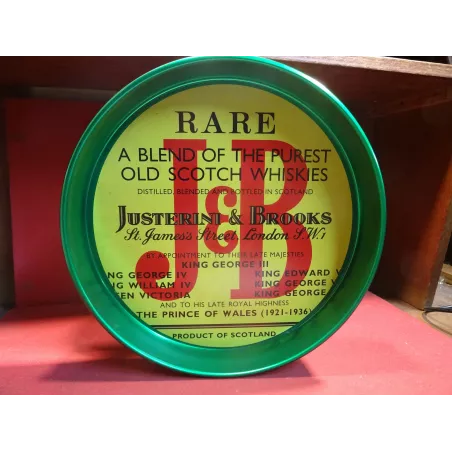 RARE
A BLEND OF THE PUREST
OLD SCOTCH WHISKIES
DISTILLED, BLENDED AND BOTTLED IN SCOTLAND
J&B
JUSTERINI & BROOKS
St. James's Street, London S.W.1
BY APPOINTMENT TO THEIR LATE MAJESTIES
KING GEORGE III
NG GEORGE IV KING EDWARD V
NG WILLIAM IV KING GEORGE V
EEN VICTORIA KING GEORGE
AND TO HIS LATE ROYAL HIGHNESS
THE PRINCE OF WALES (1921-1936)
PRODUCT OF SCOTLAND